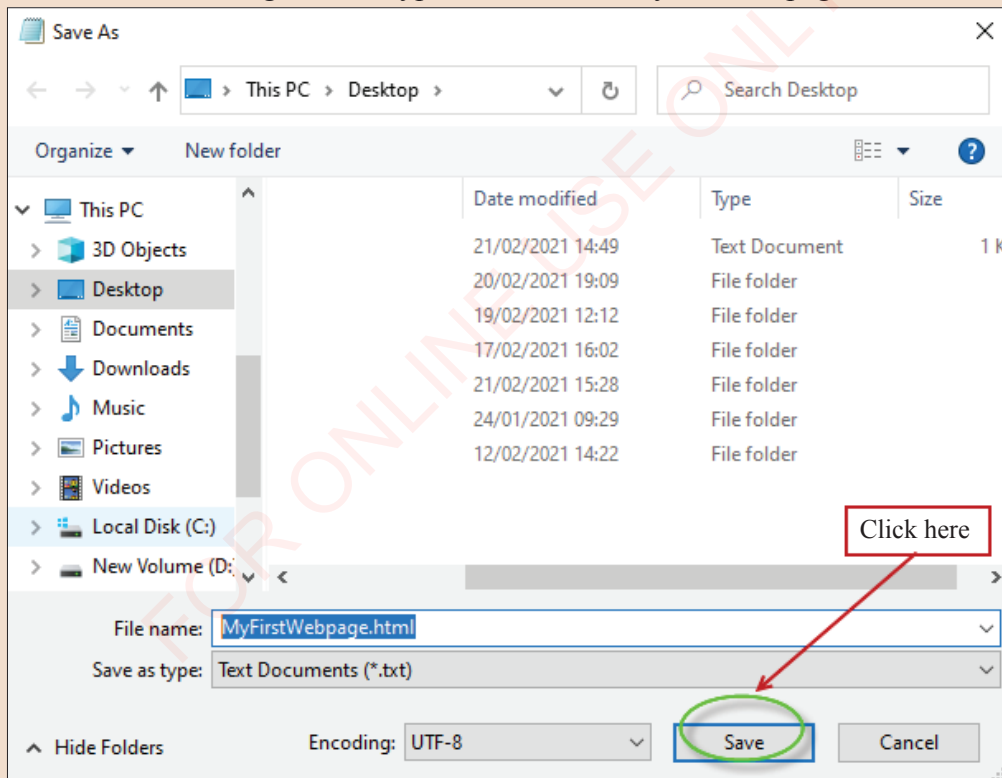 Save As
This PC > Desktop >
Search Desktop
Organize
New folder
Date modified Type Size
This PC
3D Objects
Desktop
Documents
Downloads
Music
Pictures
Videos
Local Disk (C:)
New Volume (D:
21/02/2021 14:49 Text Document 1 K
20/02/2021 19:09 File folder
19/02/2021 12:12 File folder
17/02/2021 16:02 File folder
21/02/2021 15:28 File folder
24/01/2021 09:29 File folder
12/02/2021 14:22 File folder
Click here
File name: MyFirstWebpage.html
Save as type: Text Documents (*.txt)
Hide Folders
Encoding: UTF-8
Save
Cancel
FOR ONLINE USE ONL